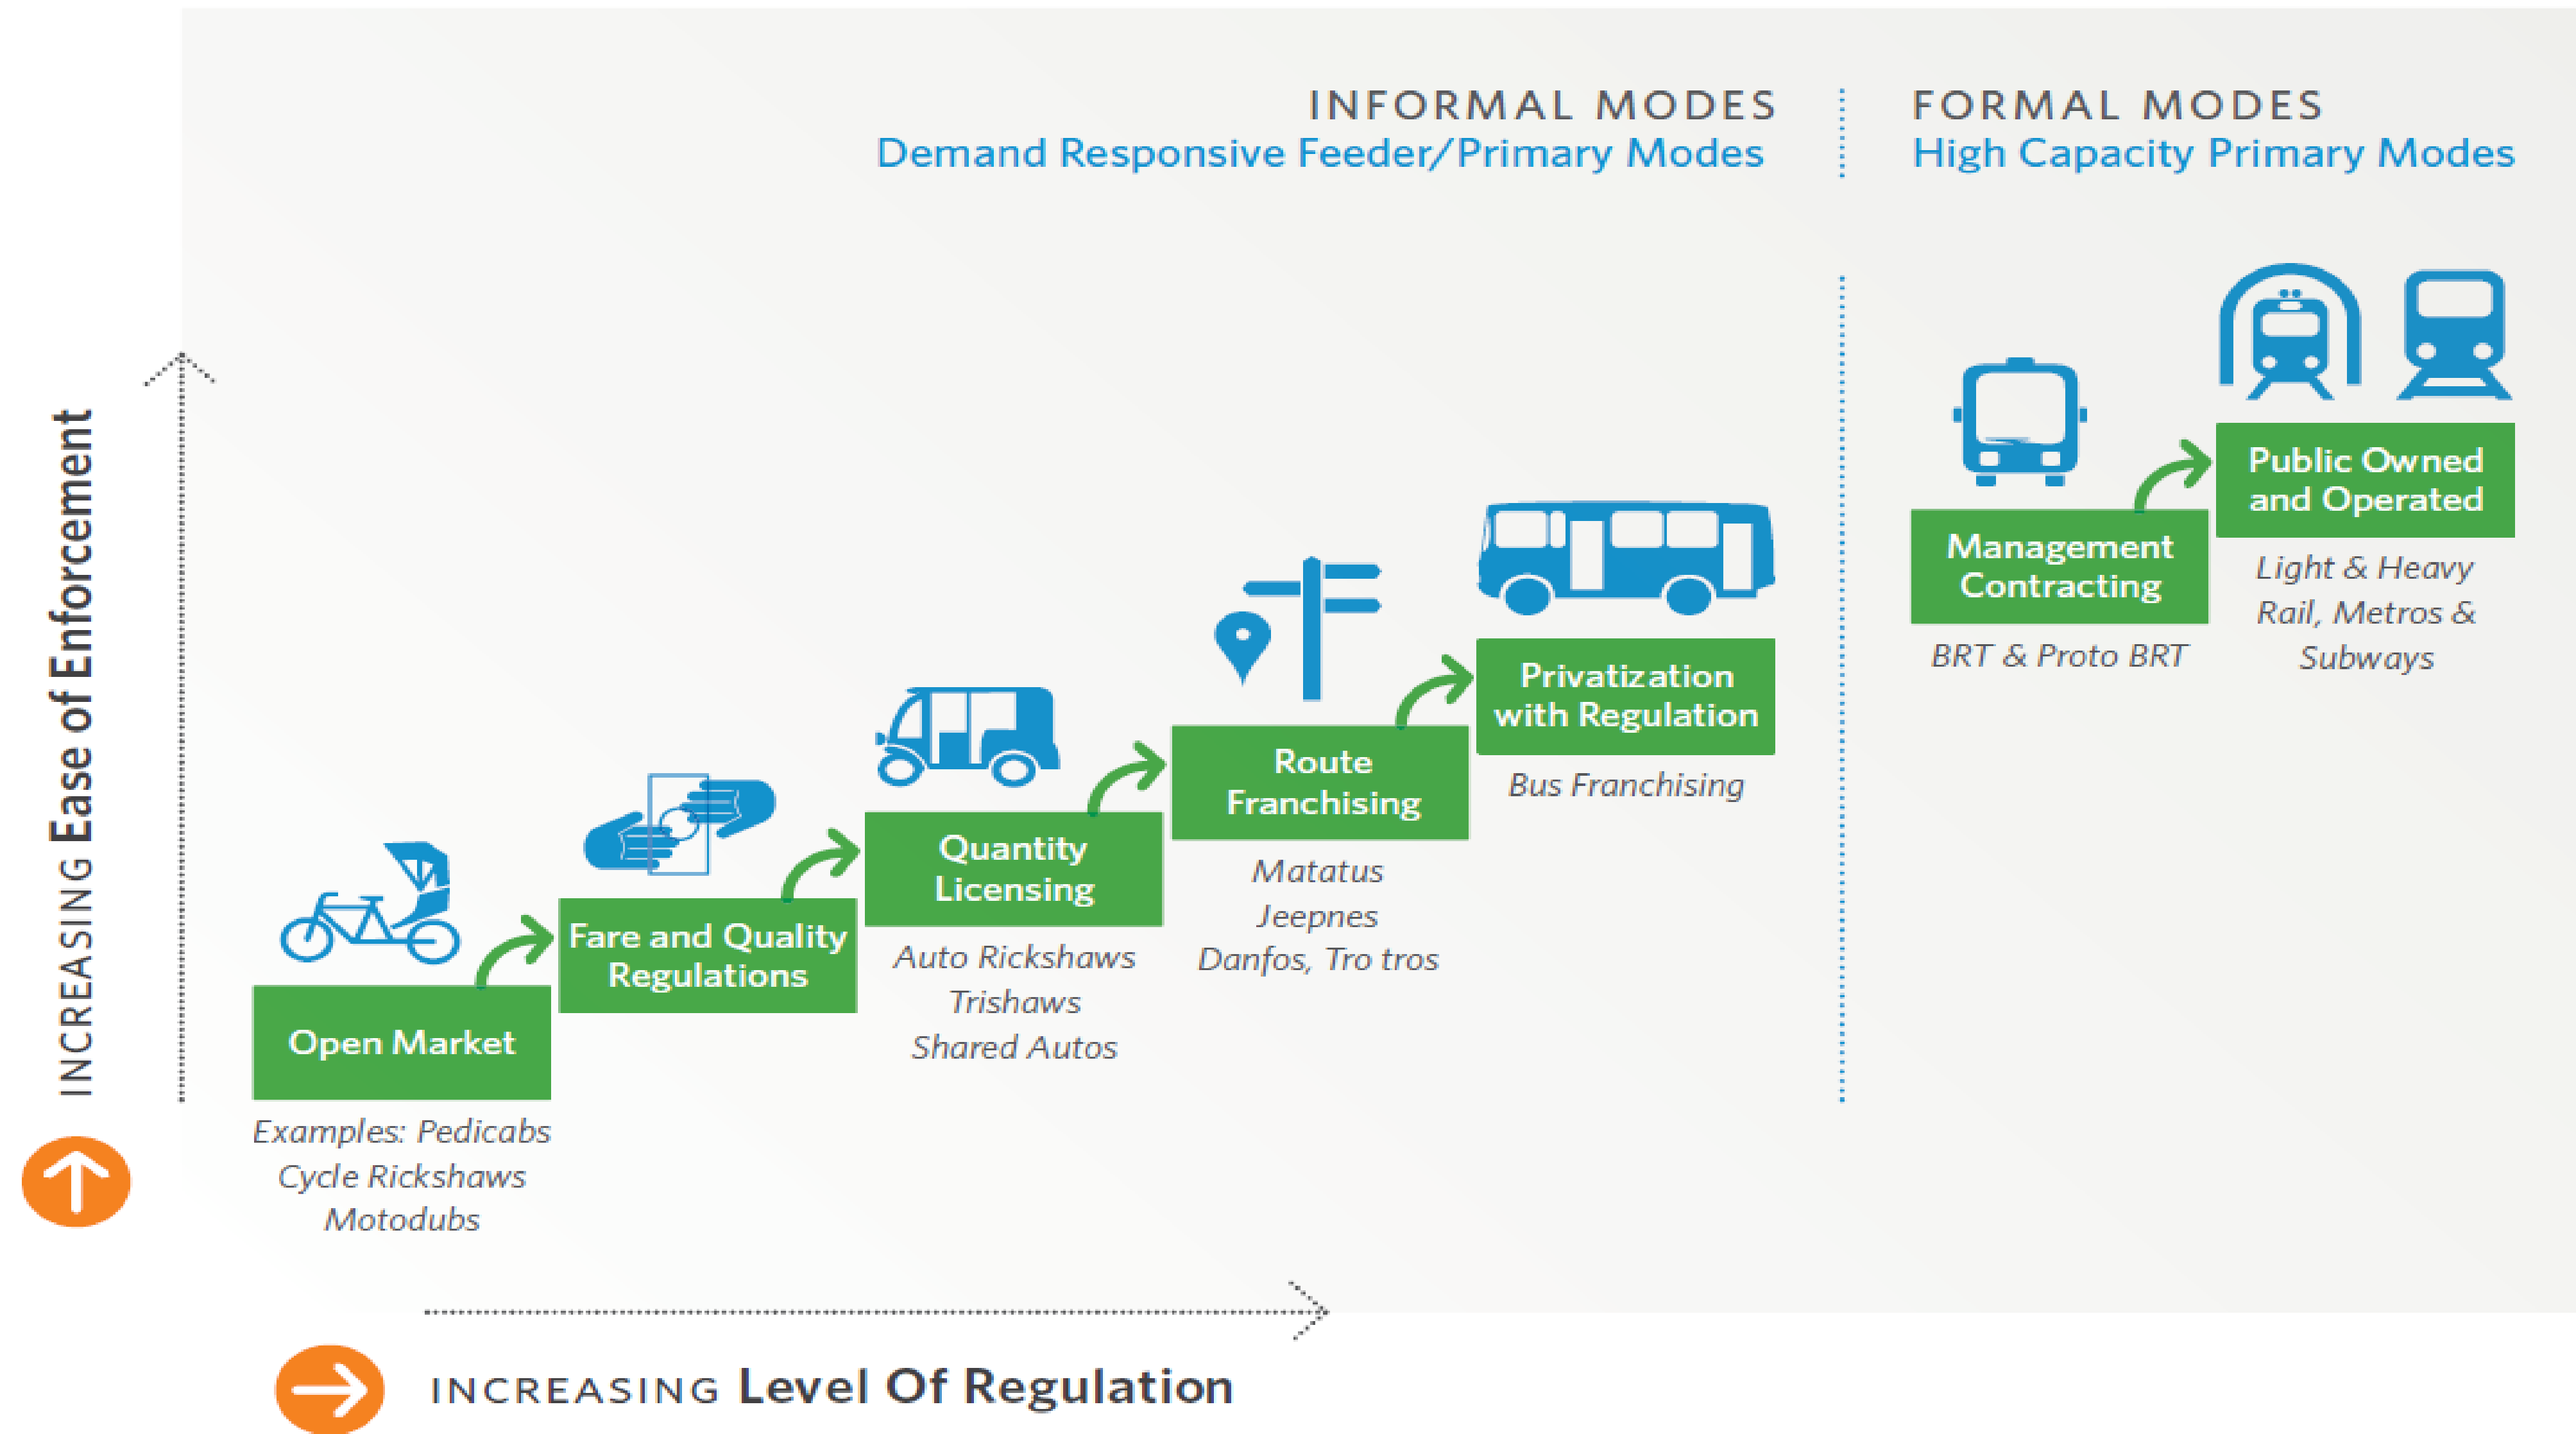 INFORMAL MODES
Demand Responsive Feeder/Primary Modes
FORMAL MODES
High Capacity Primary Modes
INCREASING Ease of Enforcement
Open Market
Examples: Pedicabs
Cycle Rickshaws
Motodubs
Fare and Quality
Regulations
Quantity
Licensing
Auto Rickshaws
Trishaws
Shared Autos
Route
Franchising
Matatus
Jeepnes
Danfos, Tro tros
Privatization
with Regulation
Bus Franchising
Management
Contracting
BRT & Proto BRT
Public Owned
and Operated
Light & Heavy
Rail, Metros &
Subways
INCREASING Level Of Regulation